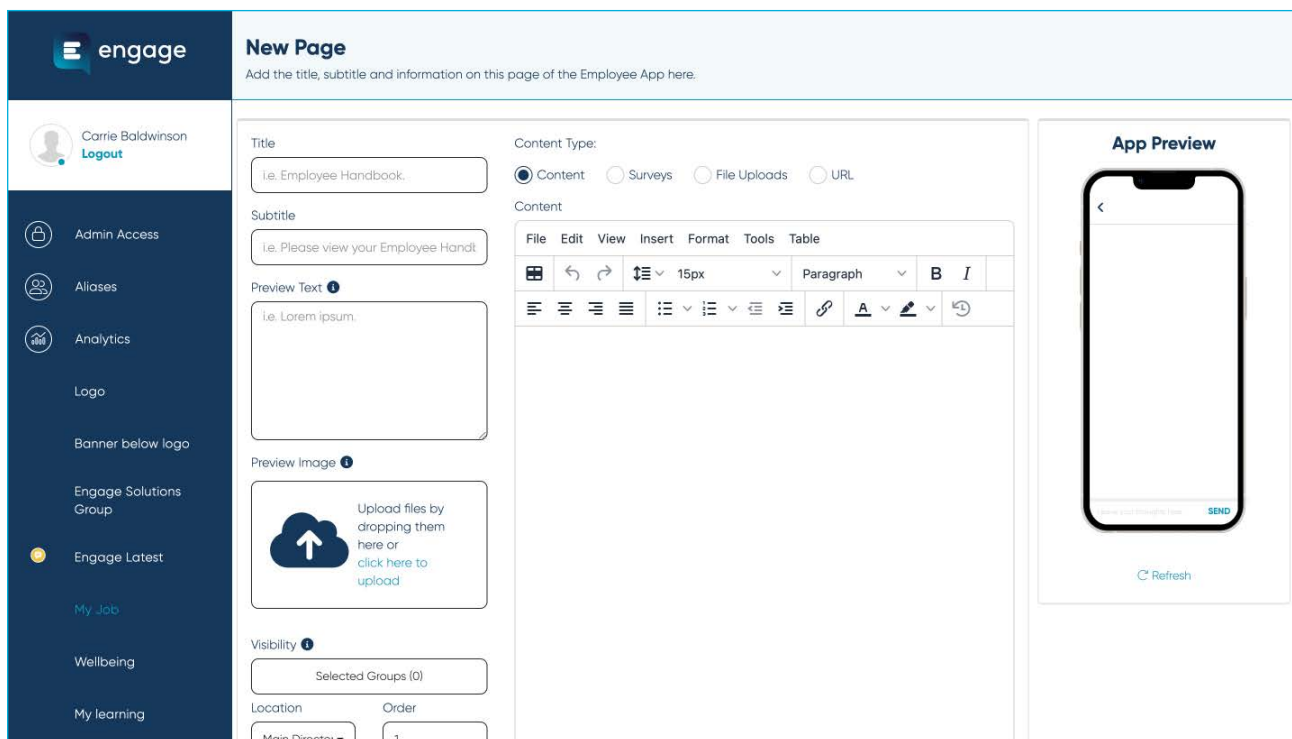 engage
New Page
Add the title, subtitle and information on this page of the Employee App here.
Carrie Baldwinson
Logout
Admin Access
Aliases
Analytics
Logo
Banner below logo
Engage Solutions
Group
Engage Latest
My Job
Wellbeing
My learning
Title
i.e. Employee Handbook.
Subtitle
i.e. Please view your Employee Handb
Preview Text
i.e. Lorem ipsum.
Preview Image
Upload files by
dropping them
here or
click here to
upload
Visibility
Selected Groups (0)
Location Order
Main Director 1
Content Type:
Content Surveys File Uploads URL
Content
File Edit View Insert Format Tools Table
15px Paragraph B I
A
App Preview
SEND
Refresh